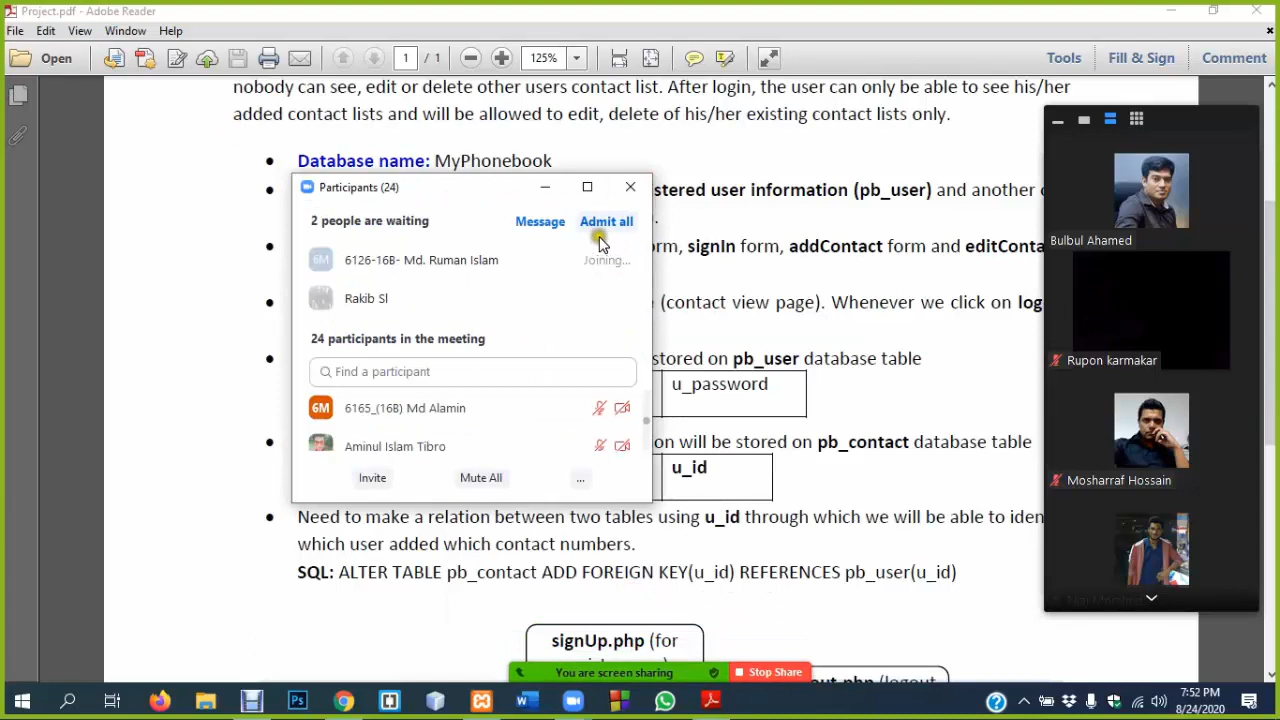 Project.pdf - Adobe Reader
File Edit View Window Help
Open 1 / 1 125% Tools Fill & Sign Comment
nobody can see, edit or delete other users contact list. After login, the user can only be able to see his/her
added contact lists and will be allowed to edit, delete of his/her existing contact lists only.
• Database name: MyPhonebook
• stered user information (pb_user) and another
• orm, signIn form, addContact form and editConta
• (contact view page). Whenever we click on log
• stored on pb_user database table
u_password
• on will be stored on pb_contact database table
u_id
• Need to make a relation between two tables using u_id through which we will be able to iden
which user added which contact numbers.
SQL: ALTER TABLE pb_contact ADD FOREIGN KEY(u_id) REFERENCES pb_user(u_id)
signUp.php (for
Participants (24)
2 people are waiting Message Admit all
6M 6126-16B- Md. Ruman Islam Joining...
Rakib Sl
24 participants in the meeting
Find a participant
6M 6165_(16B) Md Alamin
Aminul Islam Tibro
Invite Mute All ...
Bulbul Ahamed
Rupon karmakar
Mosharraf Hossain
You are screen sharing Stop Share
7:52 PM
8/24/2020